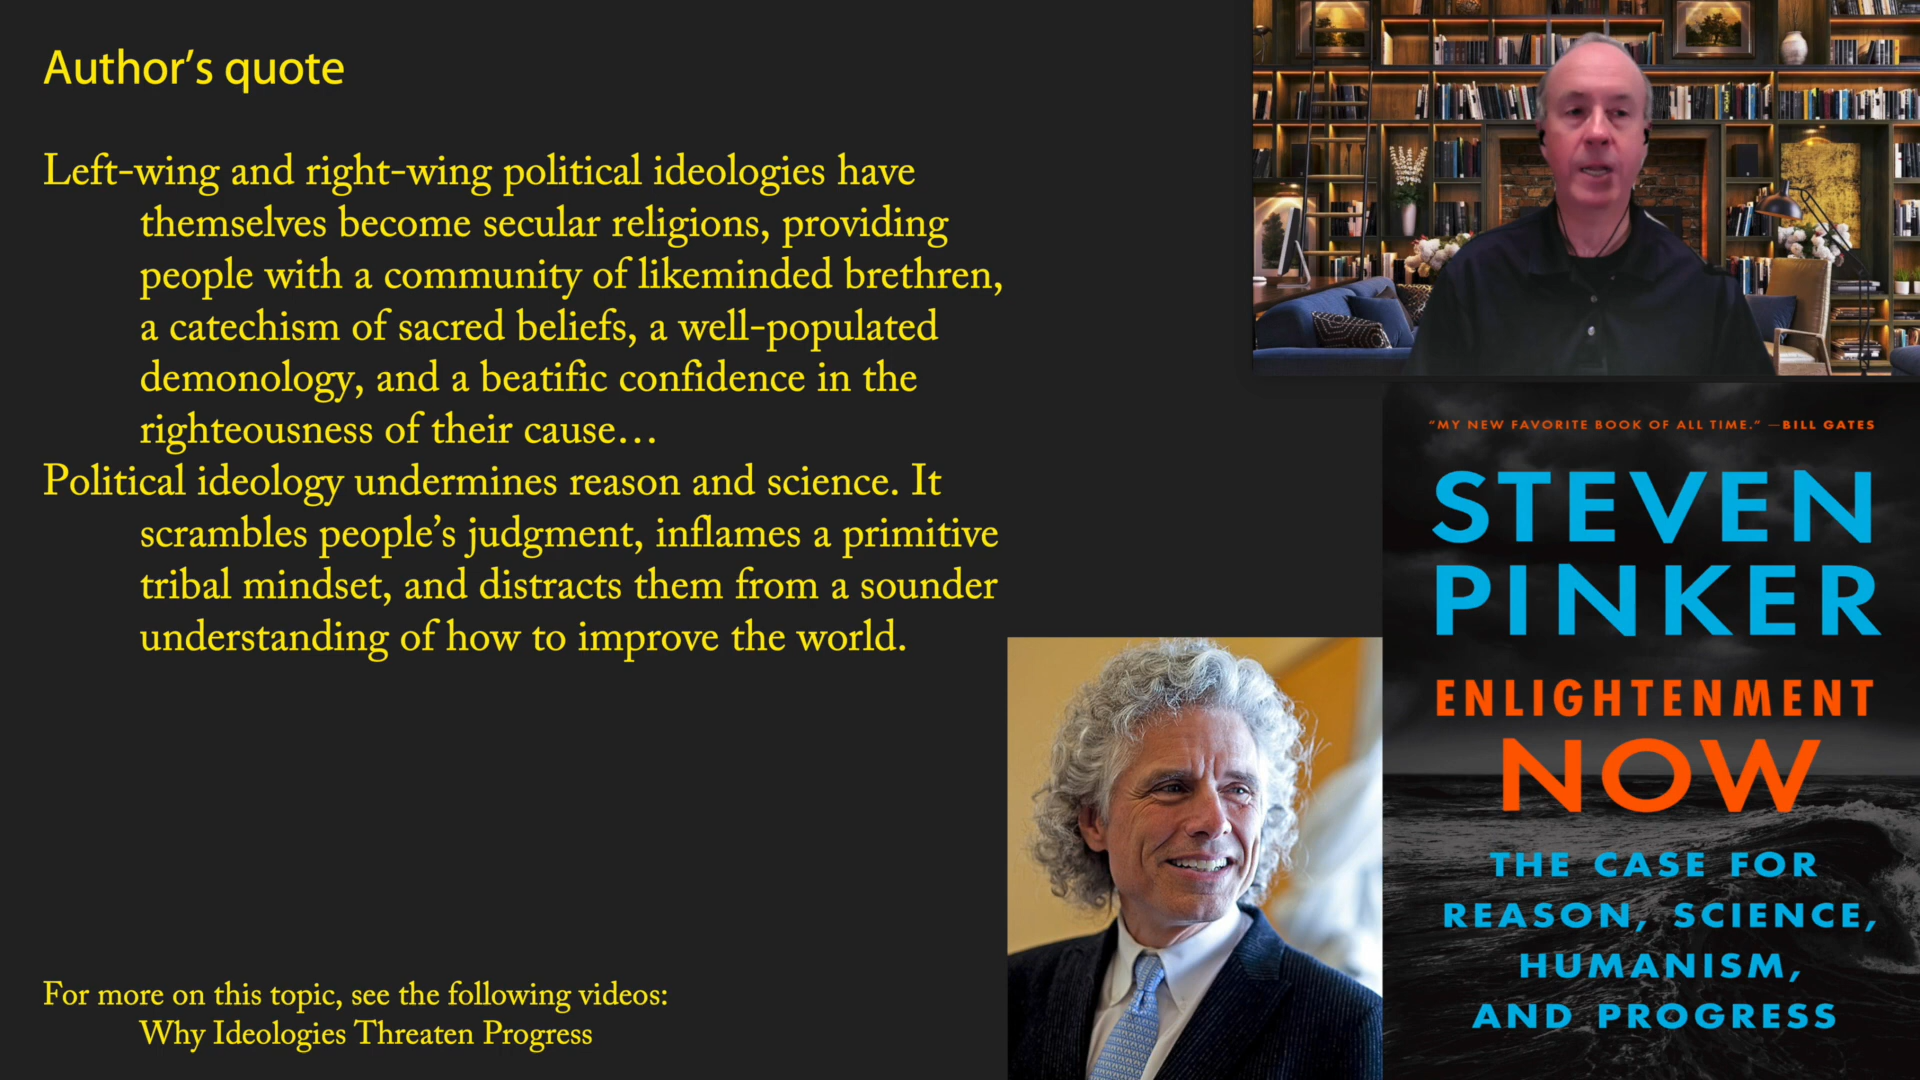 Author’s quote
Left-wing and right-wing political ideologies have
themselves become secular religions, providing
people with a community of likeminded brethren,
a catechism of sacred beliefs, a well-populated
demonology, and a beatific confidence in the
righteousness of their cause…
Political ideology undermines reason and science. It
scrambles people’s judgment, inflames a primitive
tribal mindset, and distracts them from a sounder
understanding of how to improve the world.
For more on this topic, see the following videos:
Why Ideologies Threaten Progress
“MY NEW FAVORITE BOOK OF ALL TIME.” —BILL GATES
STEVEN
PINKER
ENLIGHTENMENT
NOW
THE CASE FOR
REASON, SCIENCE,
HUMANISM,
AND PROGRESS